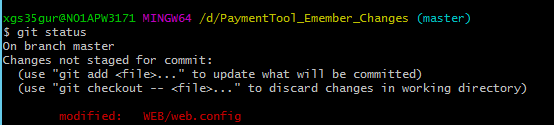 xgs35gur@NO1APW3171 MINGW64 /d/PaymentTool_Emember_Changes (master)
$ git status
On branch master
Changes not staged for commit:
  (use "git add <file>..." to update what will be committed)
  (use "git checkout -- <file>..." to discard changes in working directory)
        modified:   WEB/web.config